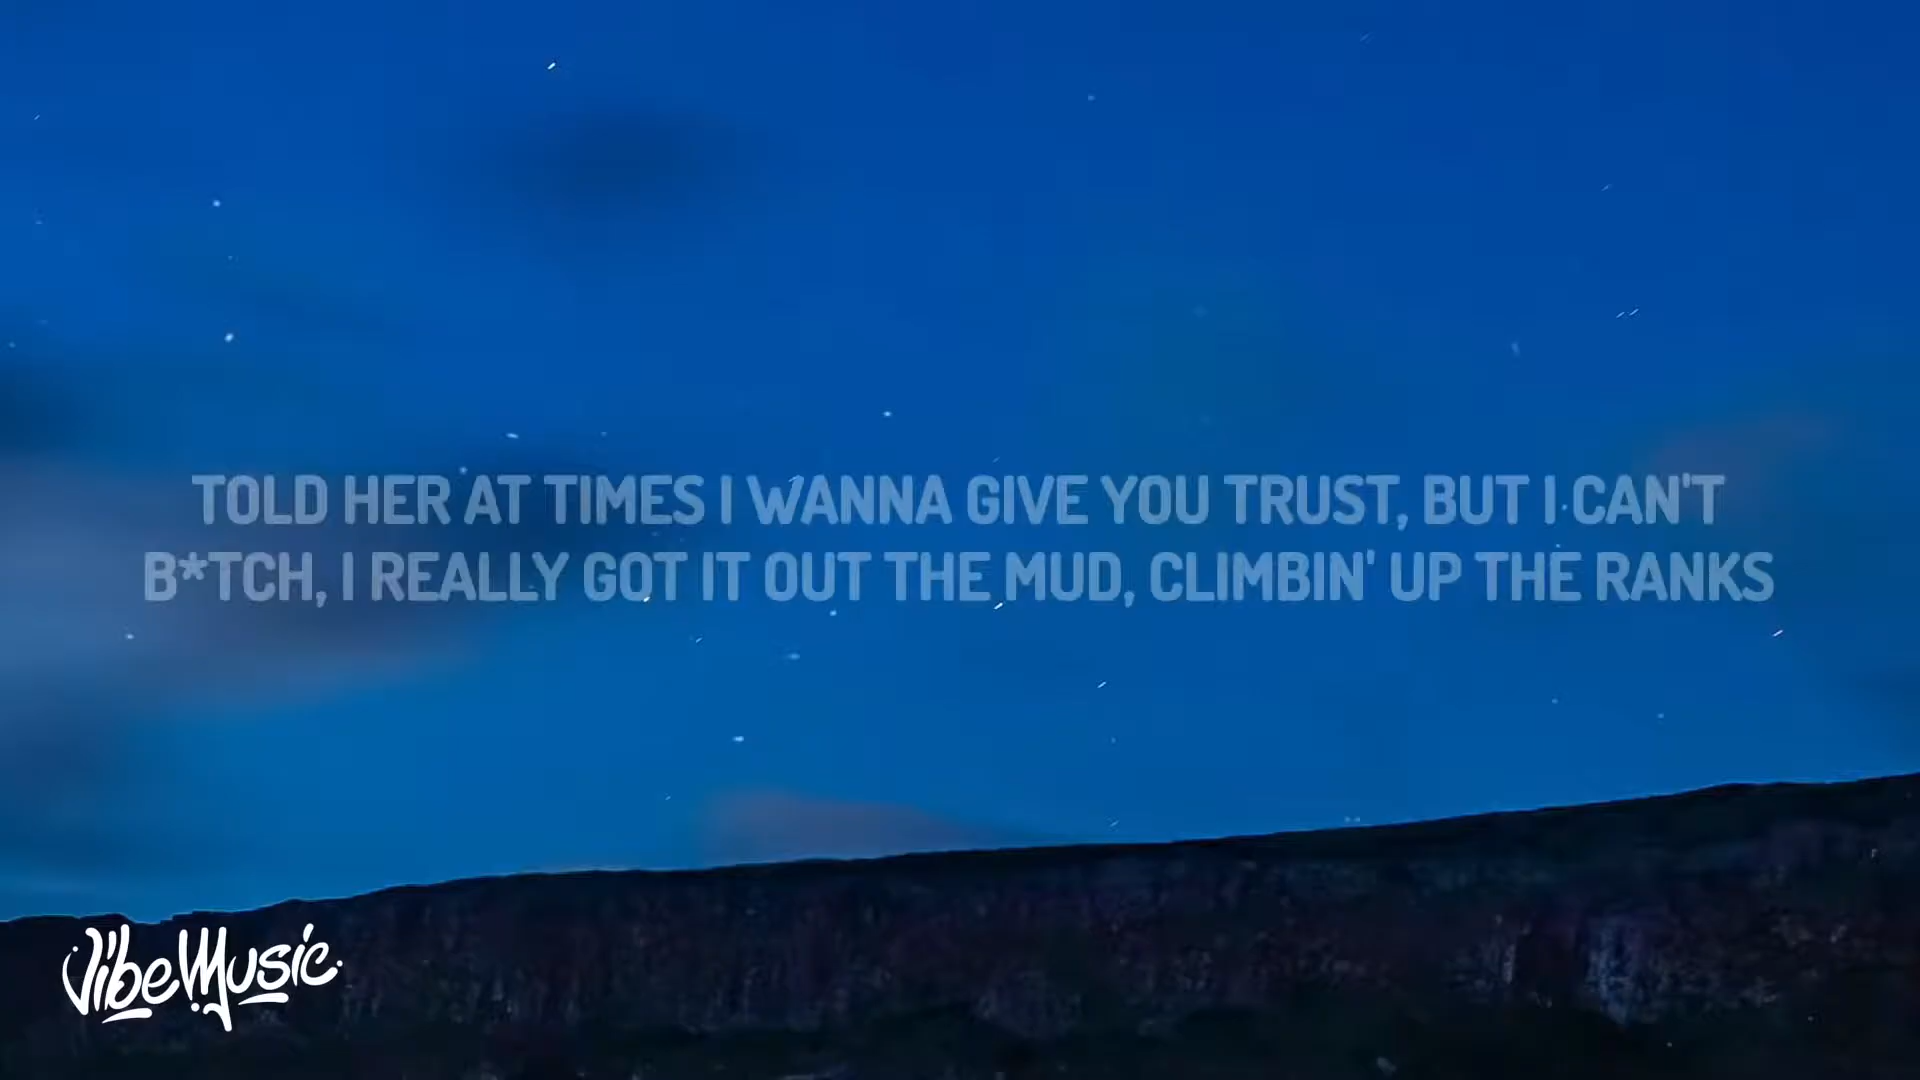 TOLD HER AT TIMES I WANNA GIVE YOU TRUST, BUT I CAN'T
B*TCH, I REALLY GOT IT OUT THE MUD, CLIMBIN' UP THE RANKS
VibeMusic